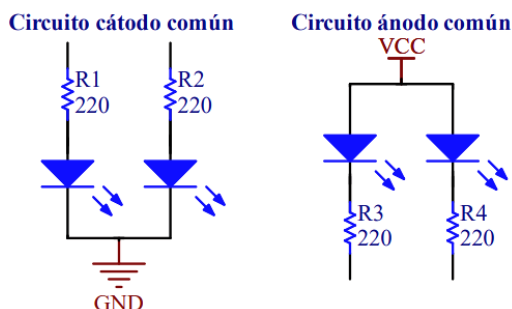 Circuito cátodo común
R1
220
R2
220
GND
Circuito ánodo común
VCC
R3
220
R4
220